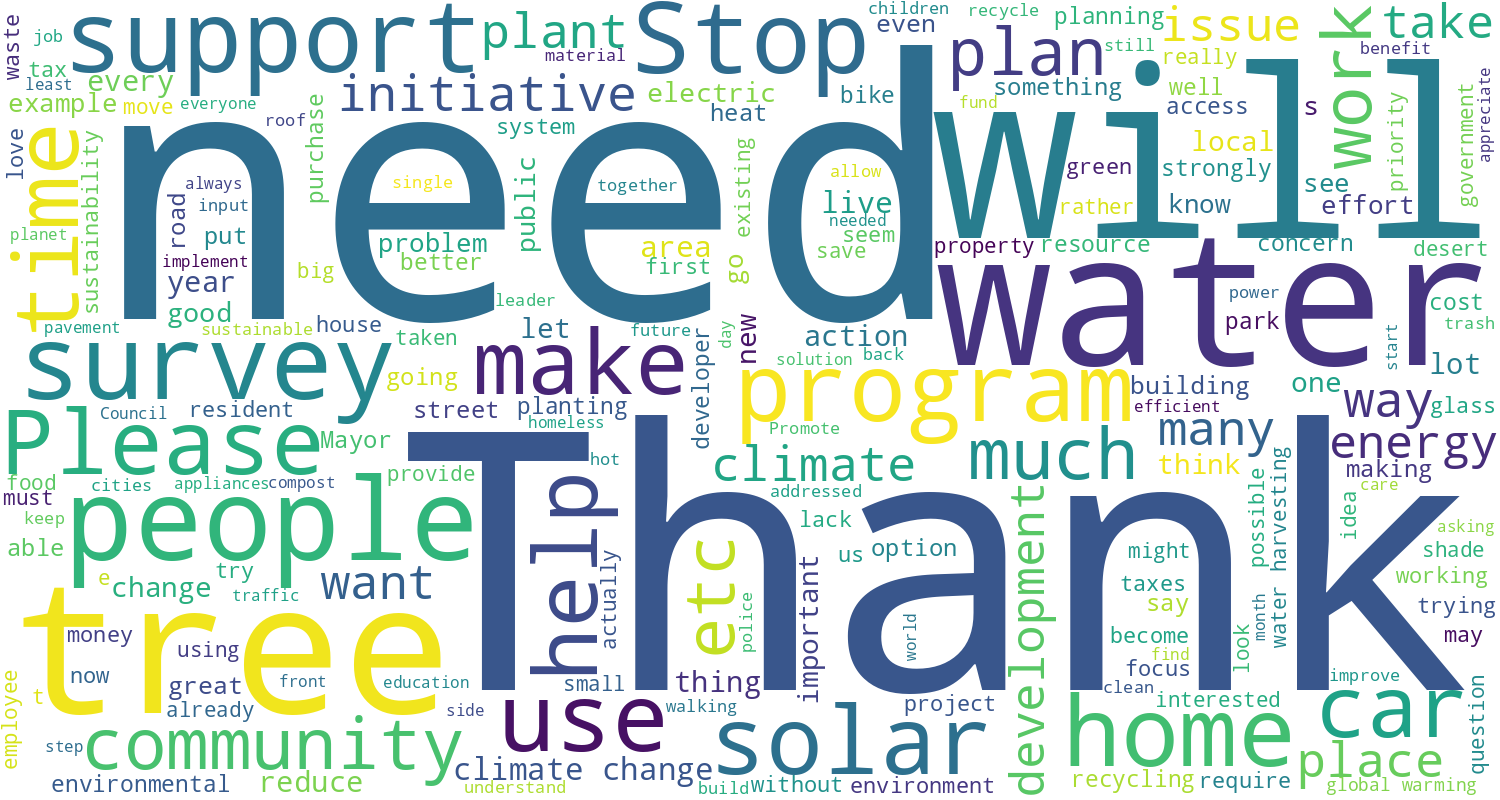 need
will
Thank
water
tree
people
support
Stop
survey
Please
program
make
time
use
solar
community
home
car
help
plan
initiative
plant
issue
work
take
way
energy
many
much
climate
development
etc
want
place
climate change
waste
job
tax
least
every
example
move
everyone
love
sustainability
roof
purchase
material
system
electric
heat
bike
children
even
recycle
planning
something
still
really
well
benefit
fund
access
s
local
green
strongly
see
effort
government
priority
appreciate
always
input
road
put
planet
implement
year
big
good
pavement
sustainable
house
single
problem
better
public
together
area
first
existing
allow
live
needed
seem
save
go
rather
know
property
resource
concern
desert
leader
let
taken
future
developer
day
new
action
solution
back
power
park
cost
trash
start
lot
going
building
efficient
one
glass
Council
resident
street
planting
homeless
Mayor
Promote
think
making
provide
hot
food
cities
appliances
compost
must
keep
able
addressed
lack
us
option
possible
water harvesting
idea
care
asking
shade
working
trying
may
might
taxes
say
become
find
focus
look
month
e
change
try
traffic
actually
important
police
world
money
using
now
t
great
already
front
education
side
small
thing
walking
project
clean
interested
improve
question
employee
step
environmental
reduce
understand
build
without
environment
recycling
require
global warming